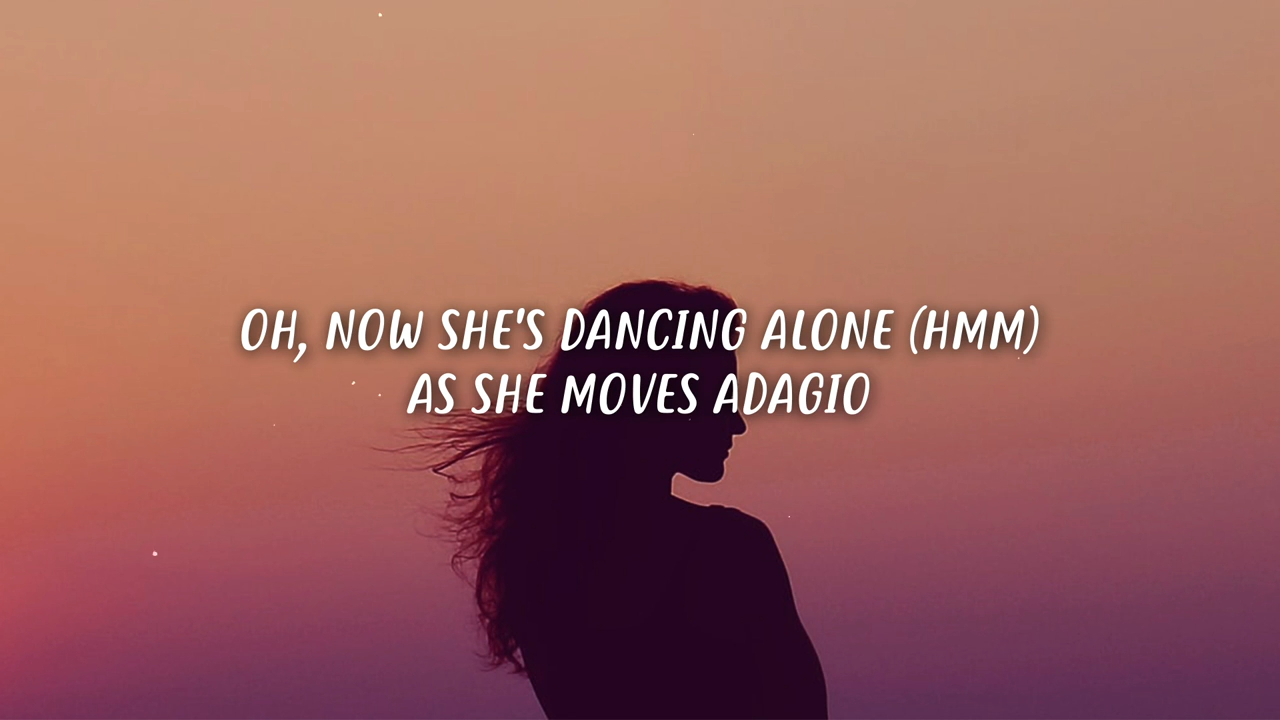 OH, NOW SHE'S DANCING ALONE (HMM)
AS SHE MOVES ADAGIO